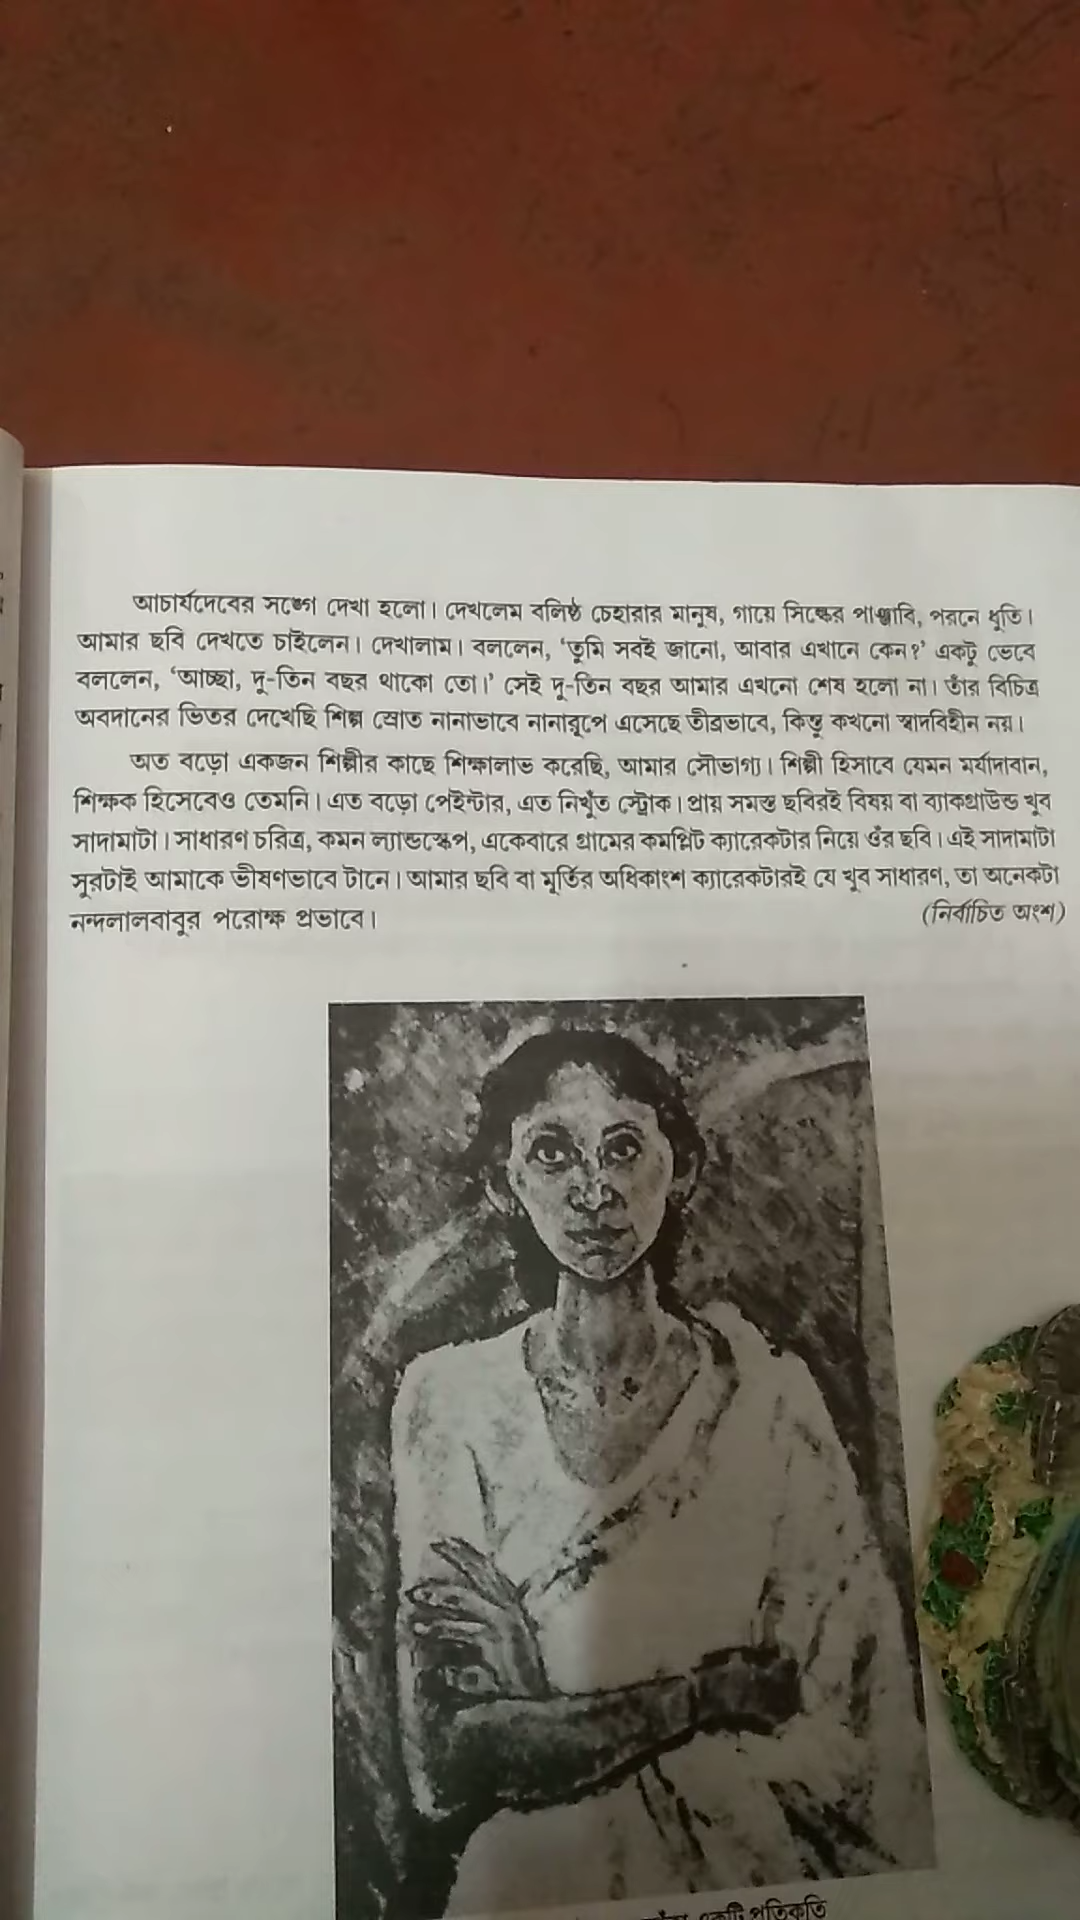 আচার্যদেবের সঙ্গে দেখা হলো। দেখলেম বলিষ্ঠ চেহারার মানুষ, গায়ে সিল্কের পাঞ্জাবি, পরনে ধুতি।
আমার ছবি দেখতে চাইলেন। দেখালাম। বললেন, ‘তুমি সবই জানো, আবার এখানে কেন?’ একটু ভেবে
বললেন, ‘আচ্ছা, দু-তিন বছর থাকো তো।’ সেই দু-তিন বছর আমার এখনো শেষ হলো না। তাঁর বিচিত্র
অবদানের ভিতর দেখেছি শিল্প স্রোত নানাভাবে নানারূপে এসেছে তীব্রভাবে, কিন্তু কখনো স্বাদবিহীন নয়।
অত বড়ো একজন শিল্পীর কাছে শিক্ষালাভ করেছি, আমার সৌভাগ্য। শিল্পী হিসাবে যেমন মর্যাদাবান,
শিক্ষক হিসেবেও তেমনি। এত বড়ো পেইন্টার, এত নিখুঁত স্ট্রোক। প্রায় সমস্ত ছবিরই বিষয় বা ব্যাকগ্রাউন্ড খুব
সাদামাটা। সাধারণ চরিত্র, কমন ল্যান্ডস্কেপ, একেবারে গ্রামের কমপ্লিট ক্যারেকটার নিয়ে ওঁর ছবি। এই সাদামাটা
সুরটাই আমাকে ভীষণভাবে টানে। আমার ছবি বা মূর্তির অধিকাংশ ক্যারেকটারই যে খুব সাধারণ, তা অনেকটা
নন্দলালবাবুর পরোক্ষ প্রভাবে।
(নির্বাচিত অংশ)
একটি প্রতিকৃতি